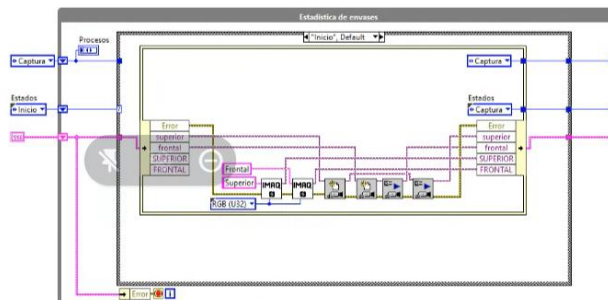 Estadística de envases
"Inicio", Default
Procesos
Captura
Captura
Estados
Inicio
Estados
Captura
Error
superior
frontal
SUPERIOR
FRONTAL
Error
superior
frontal
SUPERIOR
FRONTAL
Frontal
Superior
IMAQ
IMAQ
RGB (U32)
Error